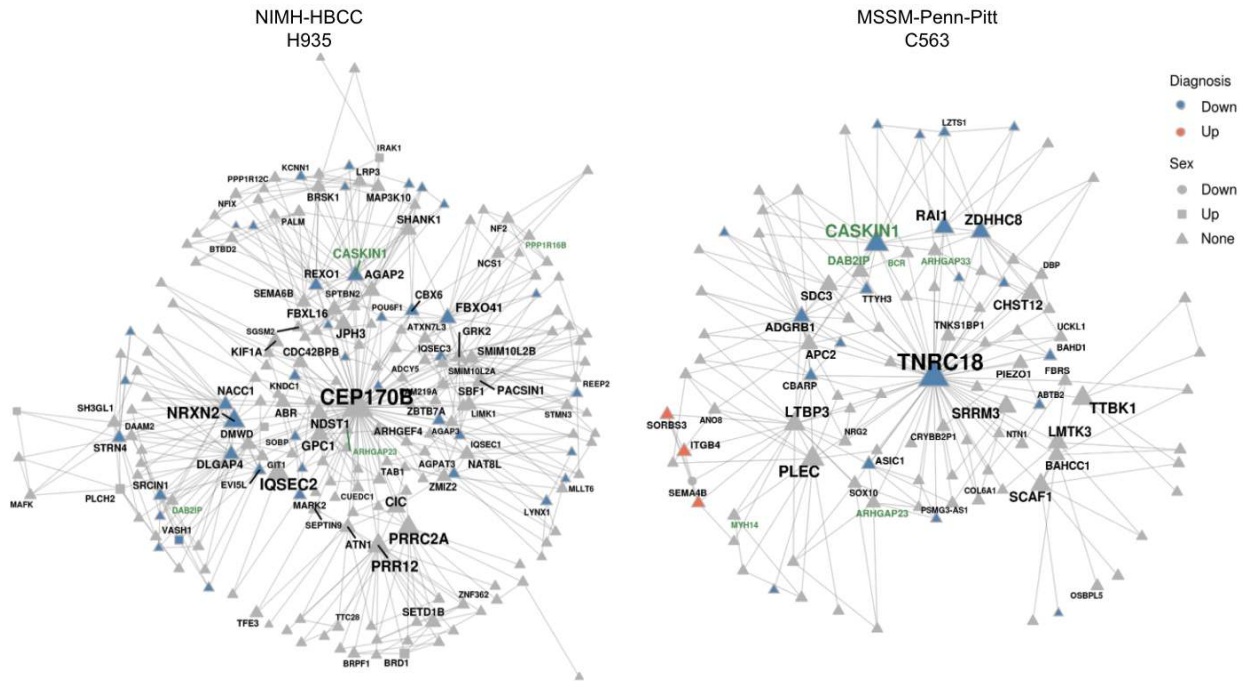 NIMH-HBCC
H935
IRAK1
KCNN1
LRP3
PPP1R12C
BRSK1
MAP3K10
NFIX
PALM
SHANK1
NF2
BTBD2
PPP1R16B
CASKIN1
NCS1
REXO1
AGAP2
SPTBN2
SEMA6B
CBX6
POU6F1
FBXO41
FBXL16
ATXN7L3
GRK2
SGSM2
JPH3
KIF1A
CDC42BPB
IQSEC3
SMIM10L2B
ADCY5
SMIM10L2A
NACC1
KNDC1
CEP170B
SBF1
PACSIN1
REEP2
SH3GL1
NRXN2
ABR
ZBTB7A
LIMK1
STMN3
DAAM2
DMWD
NDST1
ARHGEF4
AGAP3
STRN4
SOBP
GPC1
IQSEC1
ARHGAP23
DLGAP4
GIT1
AGPAT3
NAT8L
TAB1
SRCIN1
EVI5L
IQSEC2
ZMIZ2
MLLT6
MAFK
PLCH2
CUEDC1
CIC
LYNX1
DAB2IP
MARK2
SEPTIN9
VASH1
PRRC2A
ATN1
PRR12
ZNF362
SETD1B
TFE3
TTC28
BRPF1
BRD1
MSSM-Penn-Pitt
C563
LZTS1
RAI1
ZDHHC8
CASKIN1
DAB2IP
BCR
ARHGAP33
DBP
SDC3
TTYH3
CHST12
ADGRB1
TNKS1BP1
UCKL1
APC2
BAHD1
TNRC18
PIEZO1
FBRS
CBARP
ABTB2
SORBS3
ANO8
LTBP3
SRRM3
TTBK1
NRG2
CRYBB2P1
NTN1
LMTK3
ITGB4
PLEC
ASIC1
BAHCC1
SEMA4B
SOX10
COL6A1
SCAF1
ARHGAP23
PSMG3-AS1
MYH14
OSBPL5
Diagnosis
Down
Up
Sex
Down
Up
None